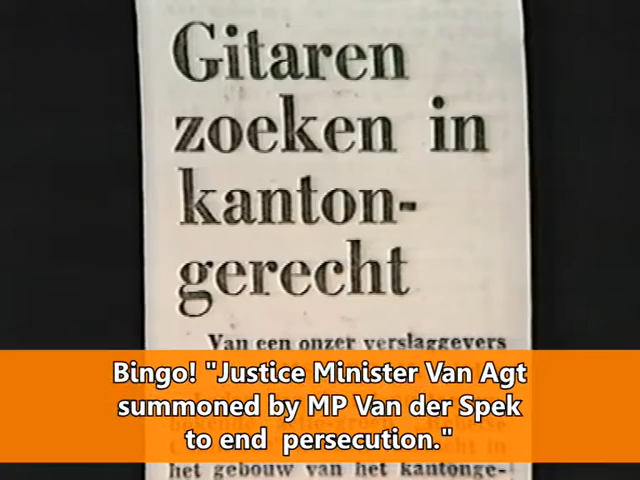 Gitaren
zoeken in
kanton-
gerecht
Van een onzer verslaggevers
Bingo! "Justice Minister Van Agt
summoned by MP Van der Spek
to end persecution."
het gebouw van het kantonge-